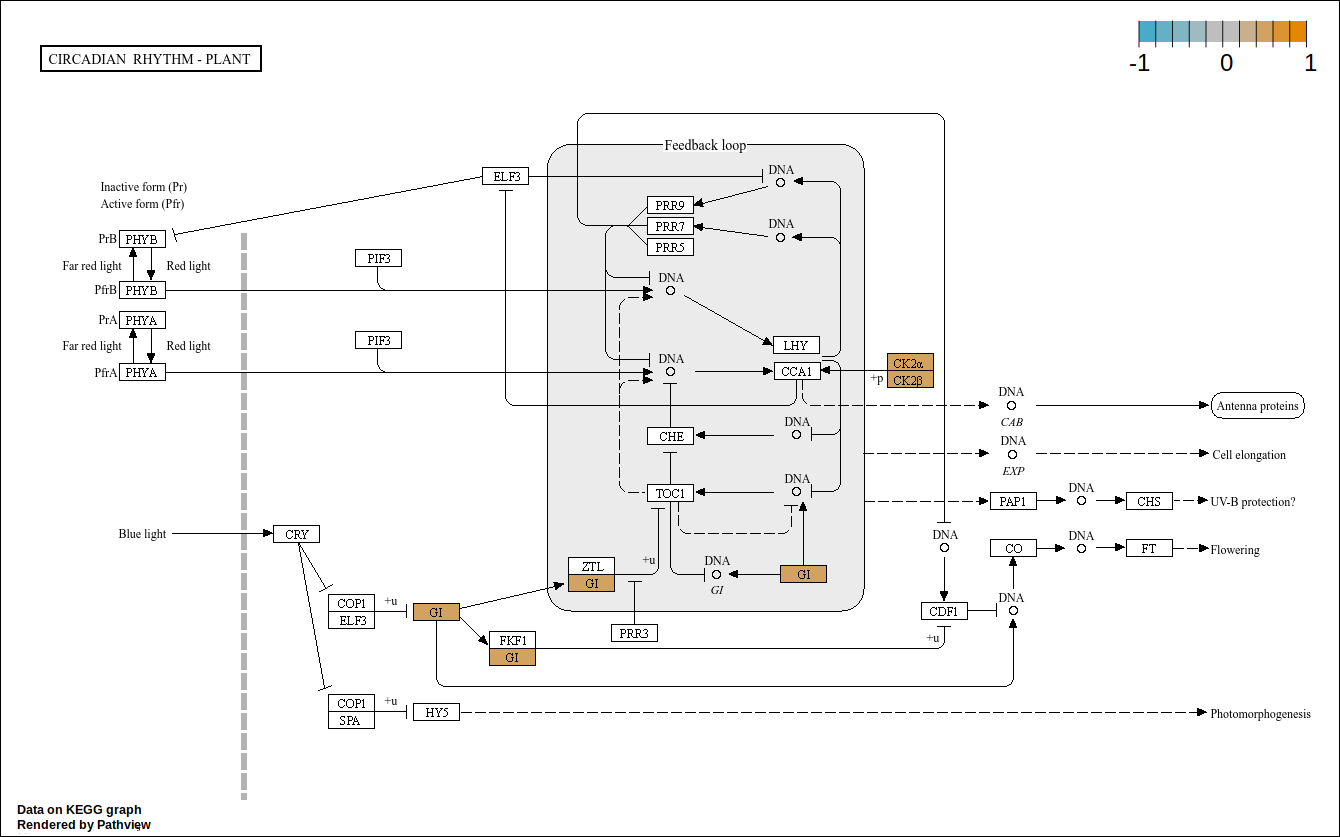 CIRCADIAN RHYTHM - PLANT
-1 0 1
Feedback loop
Inactive form (Pr)
Active form (Pfr)
ELF3
DNA
PRR9
PRR7
PRR5
DNA
PrB PHYB
Far red light Red light
PfrB PHYB
PIF3
DNA
PrA PHYA
Far red light Red light
PfrA PHYA
PIF3
DNA
LHY
CCA1
CK2α
CK2β
+p
DNA
CAB
Antenna proteins
CHE
DNA
DNA
EXP
Cell elongation
TOC1
DNA
PAP1
DNA
CHS
UV-B protection?
Blue light
CRY
DNA
CO
DNA
FT
Flowering
ZTL
GI
+u
DNA
GI
GI
COP1
ELF3
+u
GI
PRR3
FKF1
GI
CDF1
+u
DNA
COP1
SPA
+u
HY5
Photomorphogenesis
Data on KEGG graph
Rendered by Pathview